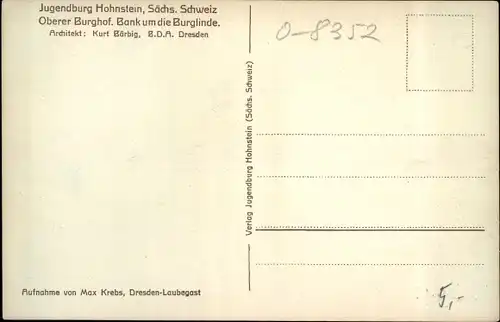 Jugendburg Hohnstein, Sächs. Schweiz
Oberer Burghof. Bank um die Burglinde.
Architekt: Kurt Bärbig, B.D.A. Dresden
O-8352
Verlag Jugendburg Hohnstein (Sächs. Schweiz)
Aufnahme von Max Krebs, Dresden-Laubegast
5,-